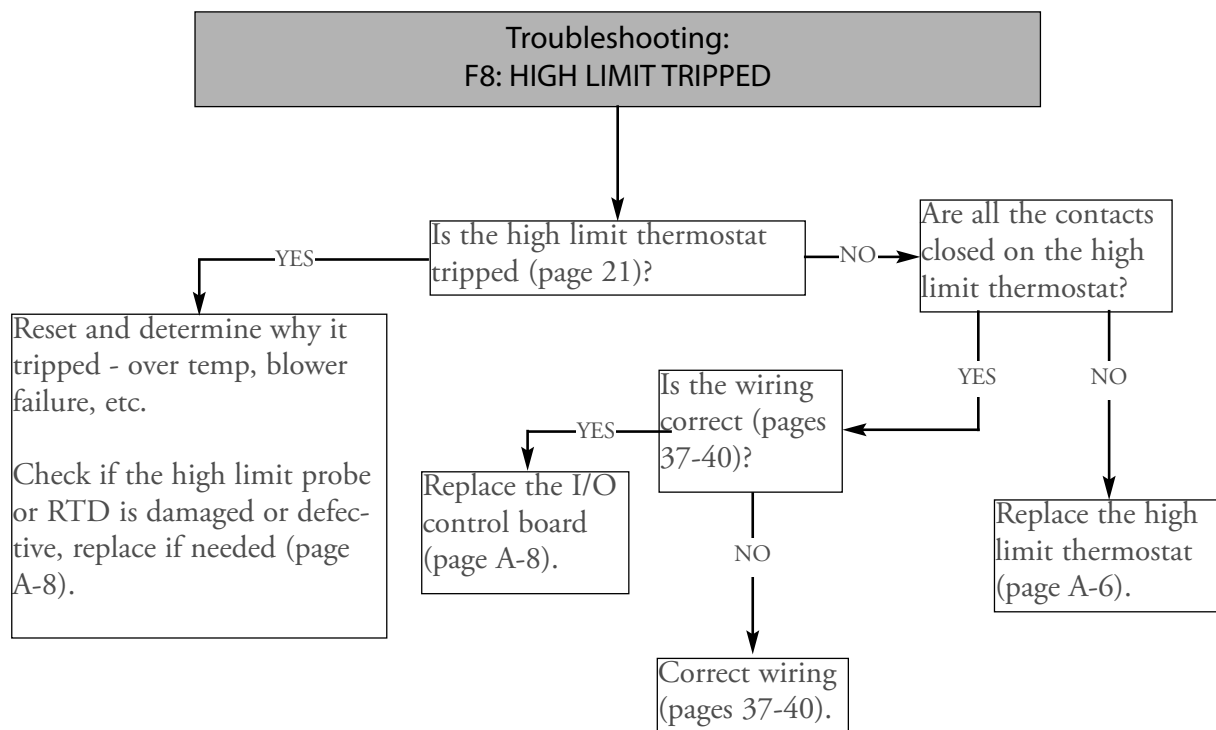 Troubleshooting:
F8: HIGH LIMIT TRIPPED
Is the high limit thermostat
tripped (page 21)?
YES
NO
Are all the contacts
closed on the high
limit thermostat?
Reset and determine why it
tripped - over temp, blower
failure, etc.
Check if the high limit probe
or RTD is damaged or defec-
tive, replace if needed (page
A-8).
YES
NO
Is the wiring
correct (pages
37-40)?
YES
NO
Replace the I/O
control board
(page A-8).
Replace the high
limit thermostat
(page A-6).
Correct wiring
(pages 37-40).